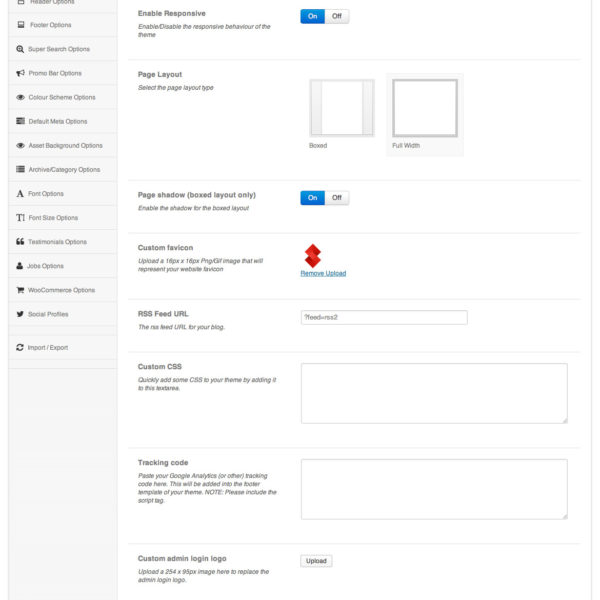 Header Options
Footer Options
Super Search Options
Promo Bar Options
Colour Scheme Options
Default Meta Options
Asset Background Options
Archive/Category Options
Font Options
Font Size Options
Testimonials Options
Jobs Options
WooCommerce Options
Social Profiles
Import / Export
Enable Responsive
Enable/Disable the responsive behaviour of the
theme
On Off
Page Layout
Select the page layout type
Boxed Full Width
Page shadow (boxed layout only)
Enable the shadow for the boxed layout
On Off
Custom favicon
Upload a 16px x 16px Png/Gif image that will
represent your website favicon
Remove Upload
RSS Feed URL
The rss feed URL for your blog.
?feed=rss2
Custom CSS
Quickly add some CSS to your theme by adding it
to this textarea.
Tracking code
Paste your Google Analytics (or other) tracking
code here. This will be added into the footer
template of your theme. NOTE: Please include the
script tag.
Custom admin login logo
Upload a 254 x 95px image here to replace the
admin login logo.
Upload